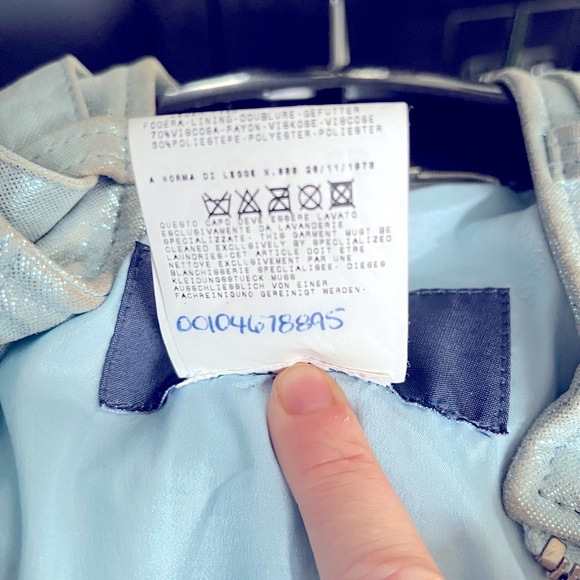 FODERA-LINING-DOUBLURE-GEFUTTER
70%VISCOSA-RAYON-VISKOSE-VISCOSE
50%POLIESTEPE-POLYESTER-POLIESTER
A NORMA DI LEGGE N.883 26/11/1973
QUESTO CAPO DEVE ESSERE LAVATO
ESCLUSIVAMENTE DA LAVANDERIE
SPECIALIZZATE- THIS GARMENT MUST BE
CLEANED EXCLUSIVELY BY SPECIALIZED
LAUNDRIES-CET ARTICLE DOIT ETRE
NETTOYE EXCLUSIVEMENT PAR UNE
BLANCHISSERIE SPECIALISEE- DIESES
KLEIDUNGSSTUECK MUSS
AUSSCHLIESSLICH VON EINER
FACHREINIGUNG GEREINIGT WERDEN-
00104678895